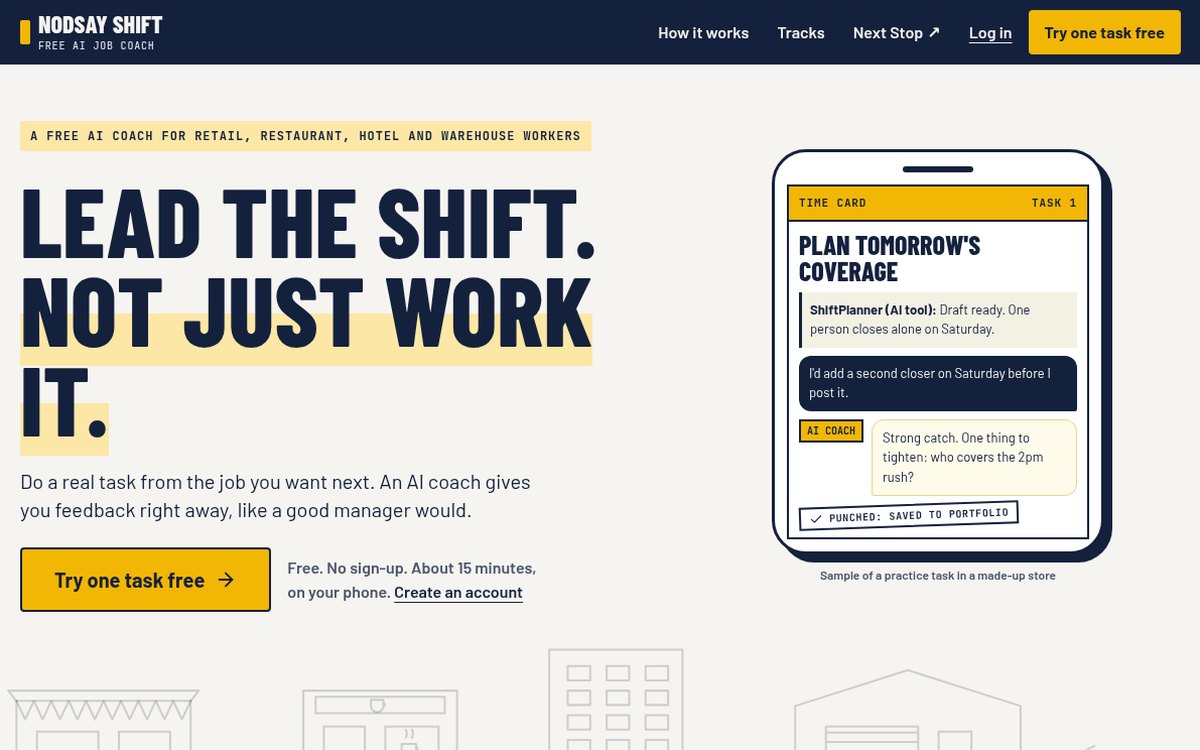 NODSAY SHIFT
FREE AI JOB COACH
How it works
Tracks
Next Stop ↗
Log in
Try one task free
A FREE AI COACH FOR RETAIL, RESTAURANT, HOTEL AND WAREHOUSE WORKERS
LEAD THE SHIFT.
NOT JUST WORK
IT.
Do a real task from the job you want next. An AI coach gives
you feedback right away, like a good manager would.
Try one task free →
Free. No sign-up. About 15 minutes,
on your phone. Create an account
TIME CARD
TASK 1
PLAN TOMORROW'S
COVERAGE
ShiftPlanner (AI tool): Draft ready. One
person closes alone on Saturday.
I'd add a second closer on Saturday before I
post it.
AI COACH
Strong catch. One thing to
tighten: who covers the 2pm
rush?
✓ PUNCHED: SAVED TO PORTFOLIO
Sample of a practice task in a made-up store